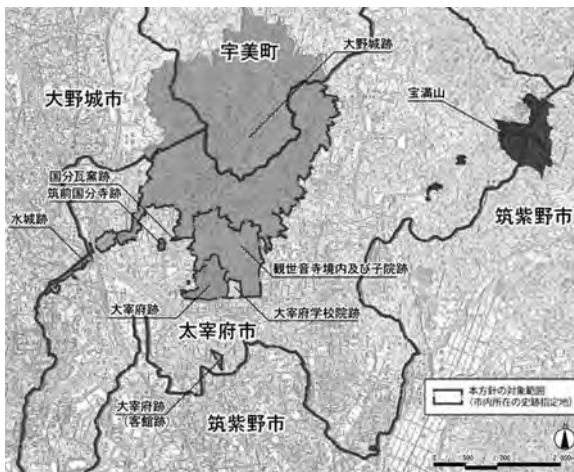 宇美町
大野城跡
大野城市
宝満山
国分瓦窯跡
筑前国分寺跡
水城跡
筑紫野市
観世音寺境内及び子院跡
大宰府跡
大宰府学校院跡
太宰府市
大宰府跡
（客館跡）
筑紫野市
本方針の対象範囲
（市内所在の史跡指定地）
0 500